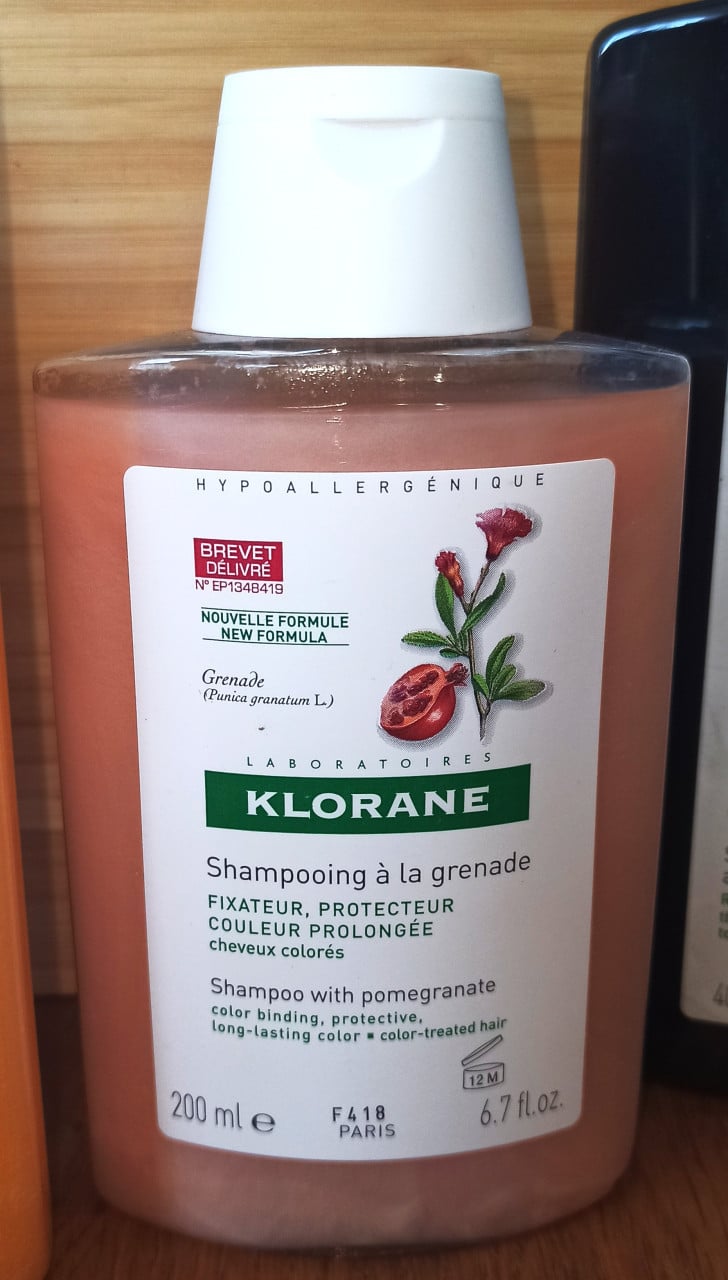 HYPOALLERGÉNIQUE
BREVET
DÉLIVRÉ
N° EP1348419
NOUVELLE FORMULE
NEW FORMULA
Grenade
(Punica granatum L.)
LABORATOIRES
KLORANE
Shampooing à la grenade
FIXATEUR, PROTECTEUR
COULEUR PROLONGÉE
cheveux colorés
Shampoo with pomegranate
color binding, protective,
long-lasting color ▪ color-treated hair
12 M
200 ml ℮
F418
PARIS
6.7 fl.oz.